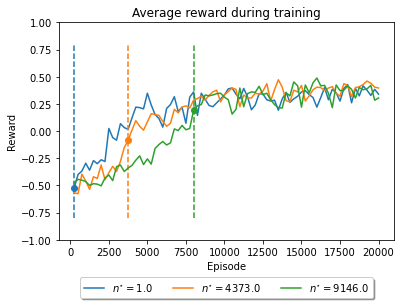 Average reward during training
1.00
0.75
0.50
0.25
0.00
−0.25
−0.50
−0.75
−1.00
Reward
0 2500 5000 7500 10000 12500 15000 17500 20000
Episode
n* = 1.0 n* = 4373.0 n* = 9146.0